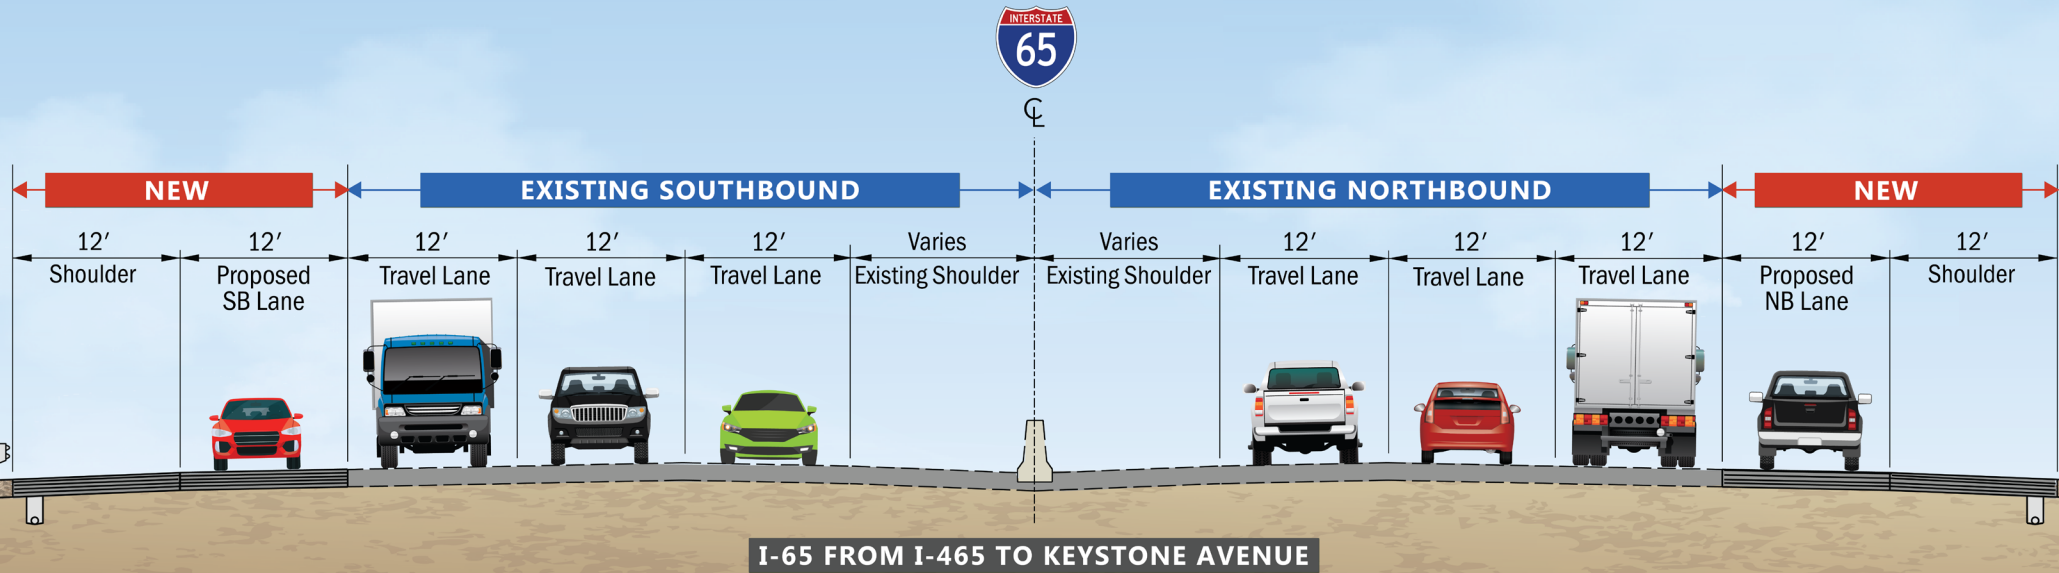 INTERSTATE
65
℄
NEW
EXISTING SOUTHBOUND
EXISTING NORTHBOUND
NEW
12′
Shoulder
12′
Proposed
SB Lane
12′
Travel Lane
12′
Travel Lane
12′
Travel Lane
Varies
Existing Shoulder
Varies
Existing Shoulder
12′
Travel Lane
12′
Travel Lane
12′
Travel Lane
12′
Proposed
NB Lane
12′
Shoulder
I-65 FROM I-465 TO KEYSTONE AVENUE